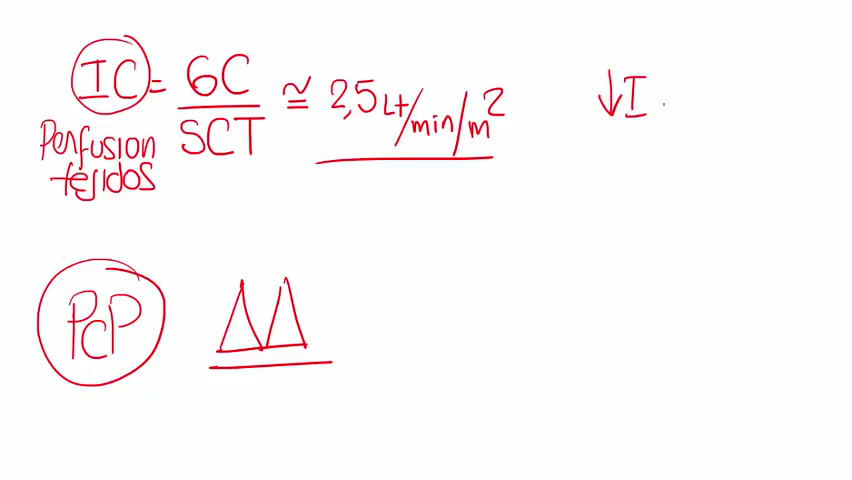 IC = GC / SCT ≅ 2,5 Lt/min/m²
Perfusion
tejidos
↓ I
PCP